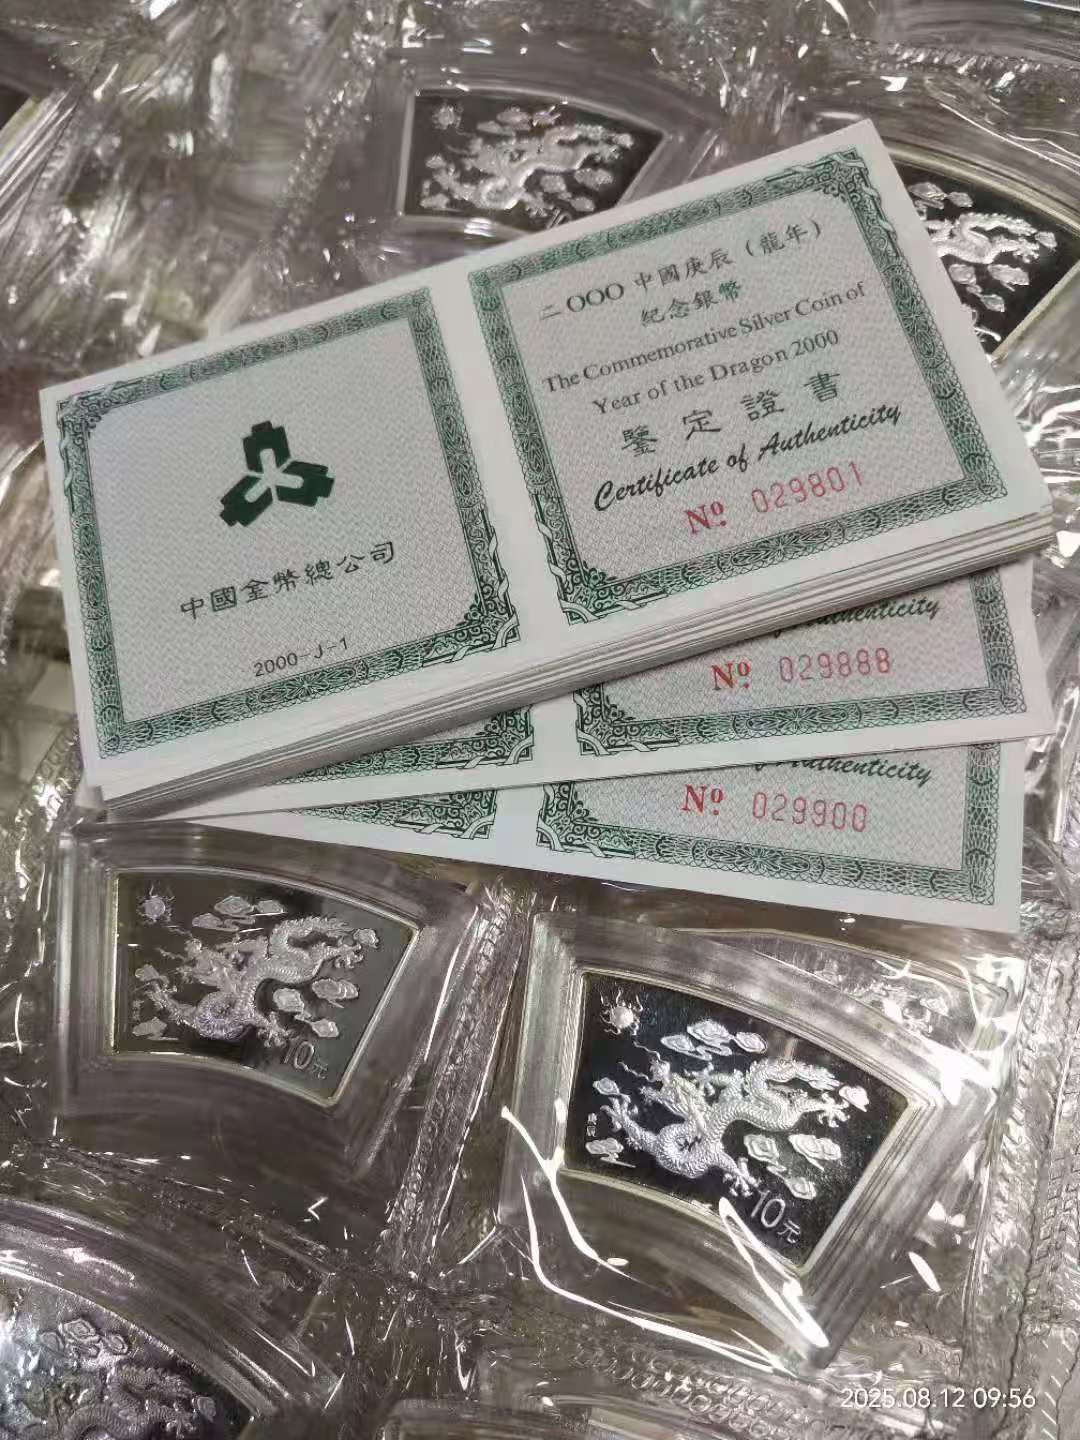 二OOO中國庚辰（龍年）
紀念銀幣
The Commemorative Silver Coin of
Year of the Dragon 2000
鑒定證書
Certificate of Authenticity
Nº 029801
中國金幣總公司
2000-J-1
Authenticity
Nº 029888
Authenticity
Nº 029900
10
10元
10元
2025.08.12 09:56